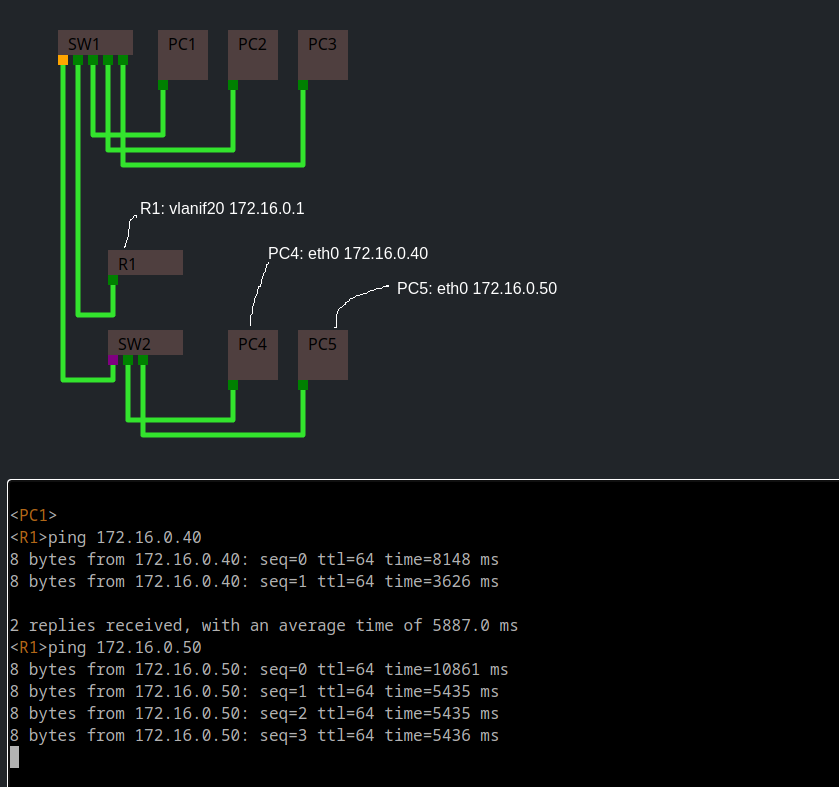 SW1 PC1 PC2 PC3
R1: vlanif20 172.16.0.1
PC4: eth0 172.16.0.40
R1
PC5: eth0 172.16.0.50
SW2 PC4 PC5
<PC1>
<R1>ping 172.16.0.40
8 bytes from 172.16.0.40: seq=0 ttl=64 time=8148 ms
8 bytes from 172.16.0.40: seq=1 ttl=64 time=3626 ms
2 replies received, with an average time of 5887.0 ms
<R1>ping 172.16.0.50
8 bytes from 172.16.0.50: seq=0 ttl=64 time=10861 ms
8 bytes from 172.16.0.50: seq=1 ttl=64 time=5435 ms
8 bytes from 172.16.0.50: seq=2 ttl=64 time=5435 ms
8 bytes from 172.16.0.50: seq=3 ttl=64 time=5436 ms